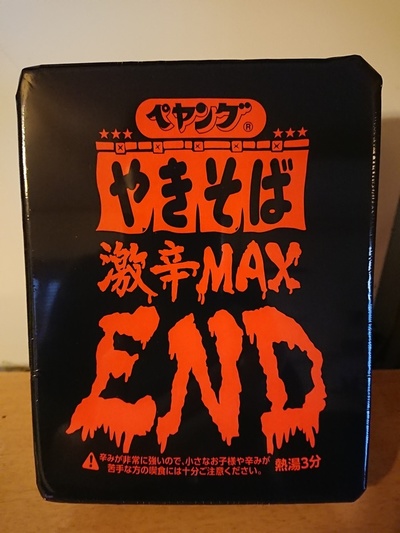 ペヤング®
やきそば
激辛MAX
END
辛みが非常に強いので、小さなお子様や辛みが
苦手な方の喫食には十分ご注意ください。
熱湯3分